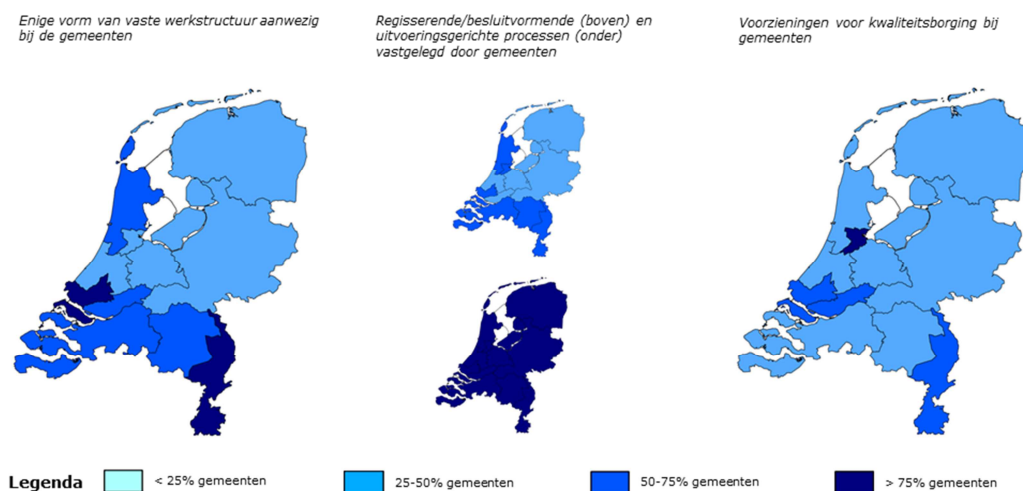 Enige vorm van vaste werkstructuur aanwezig
bij de gemeenten
Regisserende/besluitvormende (boven) en
uitvoeringsgerichte processen (onder)
vastgelegd door gemeenten
Voorzieningen voor kwaliteitsborging bij
gemeenten
Legenda
< 25% gemeenten
25-50% gemeenten
50-75% gemeenten
> 75% gemeenten